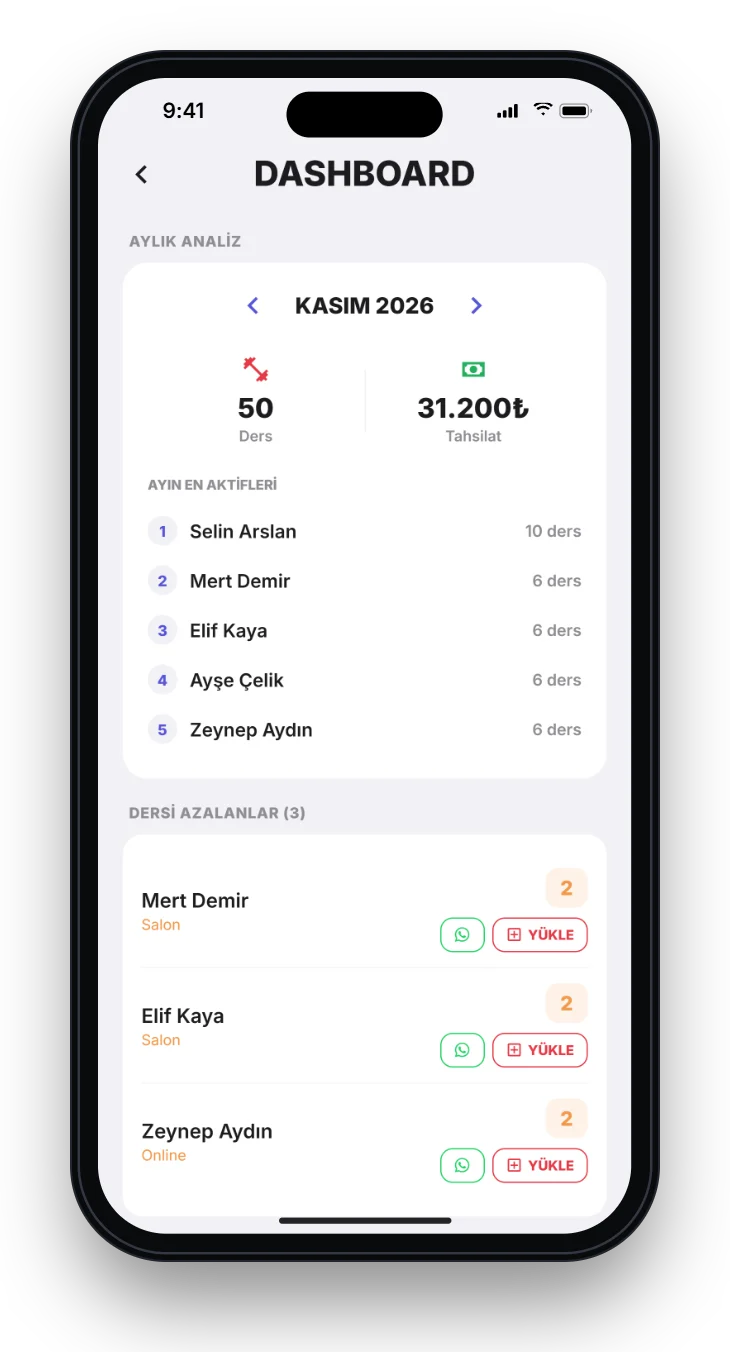 9:41
DASHBOARD
AYLIK ANALİZ
KASIM 2026
50
Ders
31.200₺
Tahsilat
AYIN EN AKTİFLERİ
1 Selin Arslan 10 ders
2 Mert Demir 6 ders
3 Elif Kaya 6 ders
4 Ayşe Çelik 6 ders
5 Zeynep Aydın 6 ders
DERSİ AZALANLAR (3)
2
Mert Demir
Salon
YÜKLE
2
Elif Kaya
Salon
YÜKLE
2
Zeynep Aydın
Online
YÜKLE